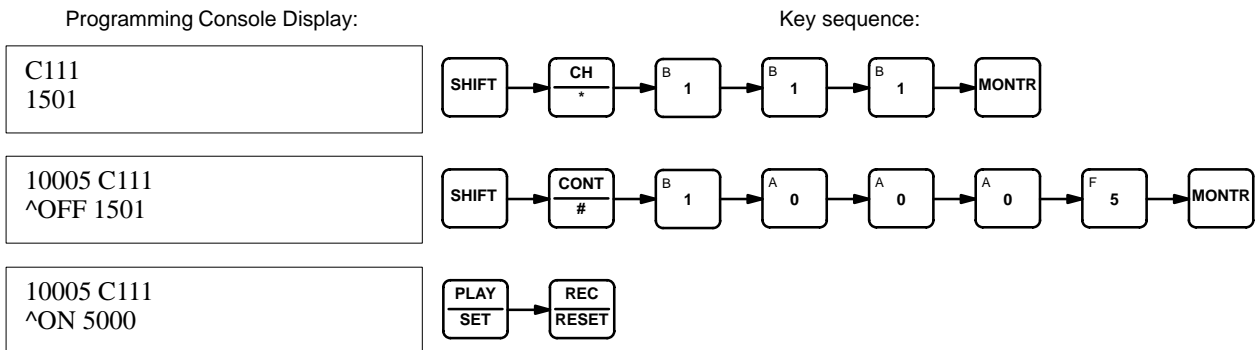 Programming Console Display: Key sequence:
C111
1501
SHIFT CH * B 1 B 1 B 1 MONTR
10005 C111
^OFF 1501
SHIFT CONT # B 1 A 0 A 0 A 0 F 5 MONTR
10005 C111
^ON 5000
PLAY SET REC RESET